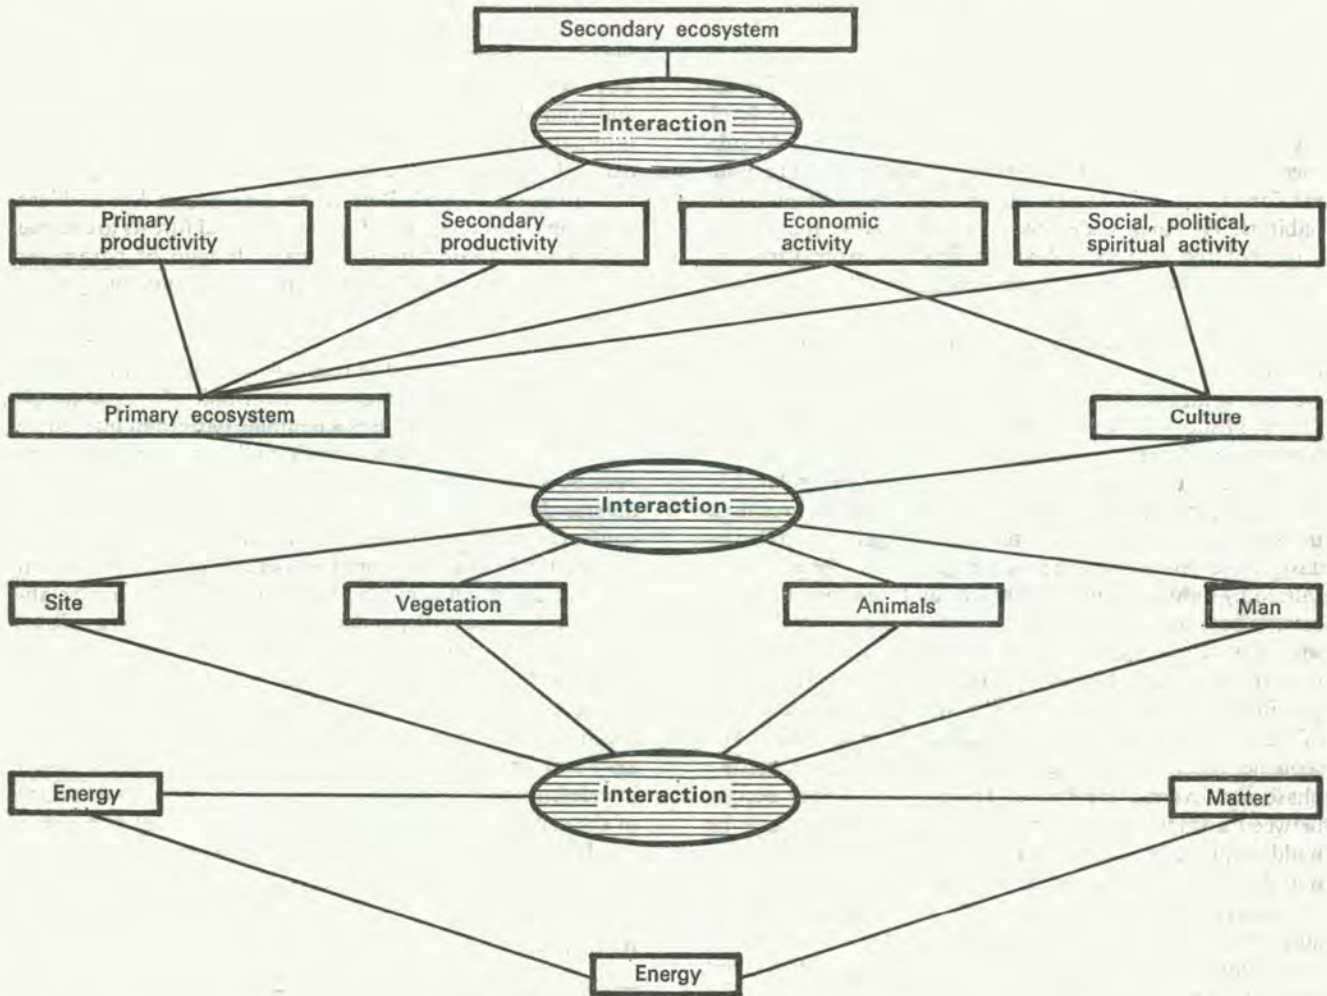 Secondary ecosystem
Interaction
Primary
productivity
Secondary
productivity
Economic
activity
Social, political,
spiritual activity
Primary ecosystem
Culture
Interaction
Site
Vegetation
Animals
Man
Energy
Interaction
Matter
Energy